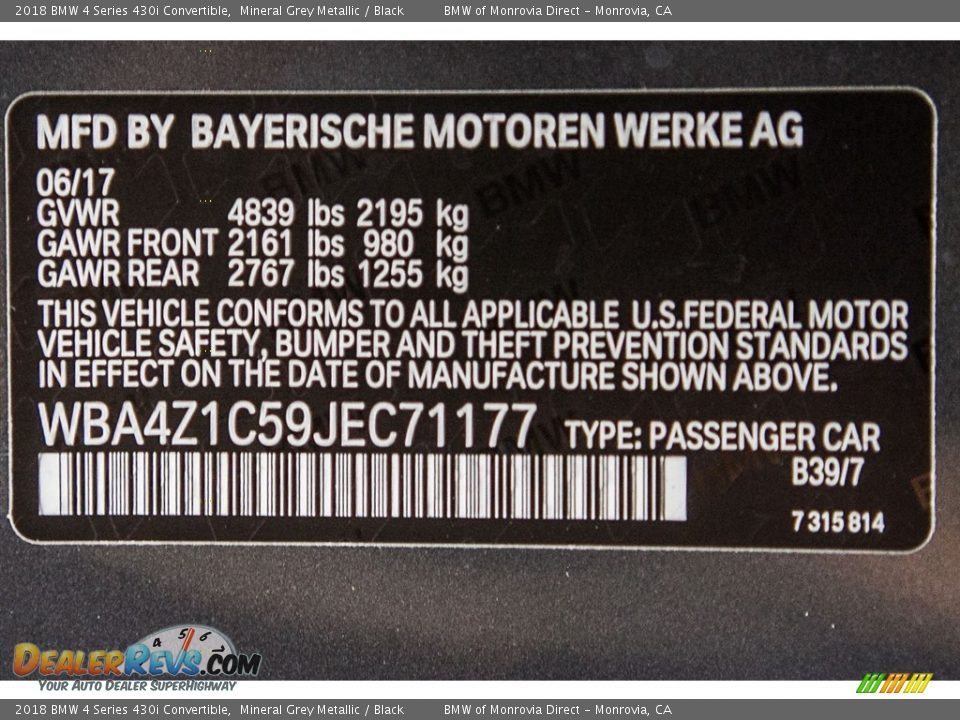 2018 BMW 4 Series 430i Convertible, Mineral Grey Metallic / Black BMW of Monrovia Direct - Monrovia, CA
MFD BY BAYERISCHE MOTOREN WERKE AG
06/17
GVWR 4839 lbs 2195 kg
GAWR FRONT 2161 lbs 980 kg
GAWR REAR 2767 lbs 1255 kg
THIS VEHICLE CONFORMS TO ALL APPLICABLE U.S.FEDERAL MOTOR
VEHICLE SAFETY, BUMPER AND THEFT PREVENTION STANDARDS
IN EFFECT ON THE DATE OF MANUFACTURE SHOWN ABOVE.
WBA4Z1C59JEC71177 TYPE: PASSENGER CAR
B39/7
7 315 814
4 5 6 7
DEALERREVS.COM
YOUR AUTO DEALER SUPERHIGHWAY
2018 BMW 4 Series 430i Convertible, Mineral Grey Metallic / Black BMW of Monrovia Direct - Monrovia, CA